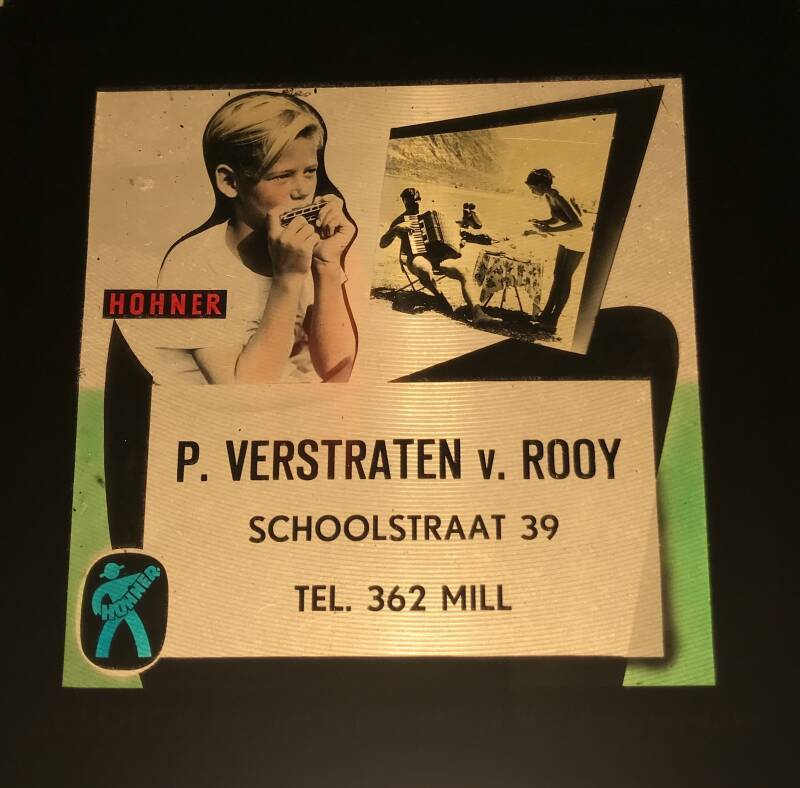 HOHNER
P. VERSTRATEN v. ROOY
SCHOOLSTRAAT 39
TEL. 362 MILL
HOHNER